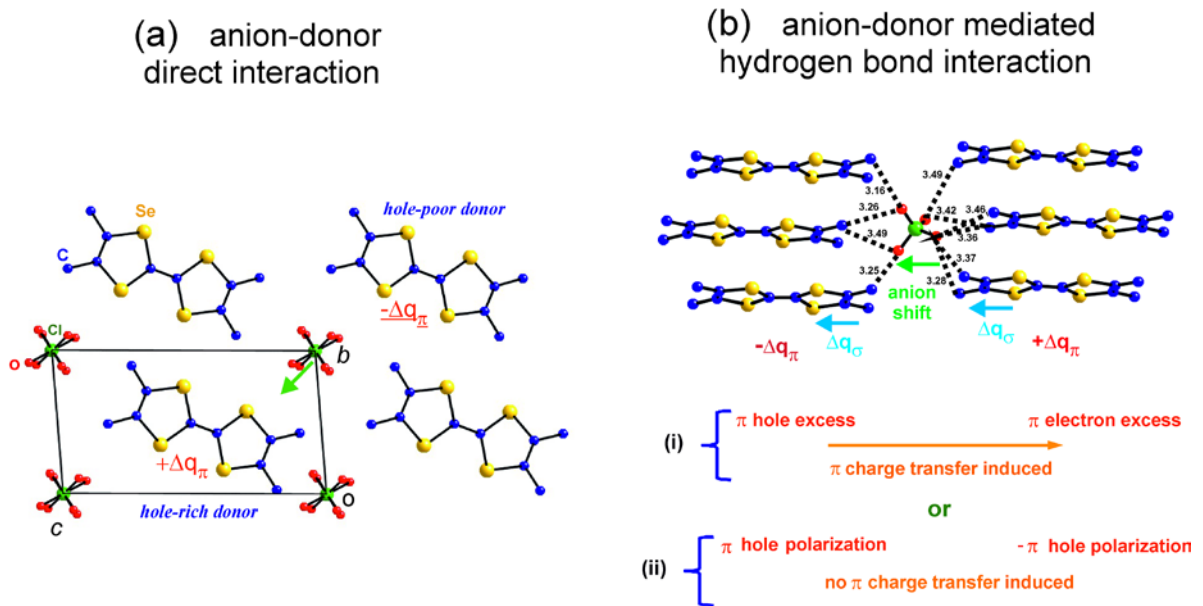 (a) anion-donor
direct interaction
Se
C
hole-poor donor
-Δqπ
Cl
O
b
+Δqπ
hole-rich donor
c
o
(b) anion-donor mediated
hydrogen bond interaction
3.16
3.49
3.26
3.42
3.46
3.49
3.36
3.25
3.37
3.28
anion
shift
-Δqπ Δqσ Δqσ +Δqπ
(i) π hole excess π electron excess
π charge transfer induced
or
(ii) π hole polarization -π hole polarization
no π charge transfer induced